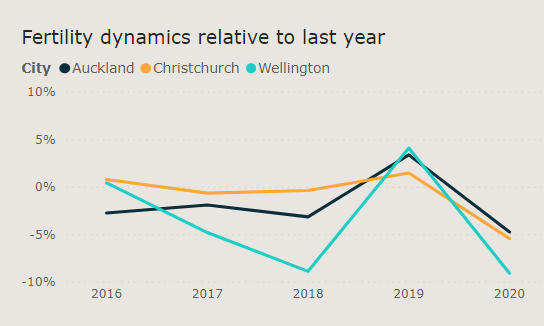 Fertility dynamics relative to last year
City Auckland Christchurch Wellington
10%
5%
0%
-5%
-10%
2016 2017 2018 2019 2020